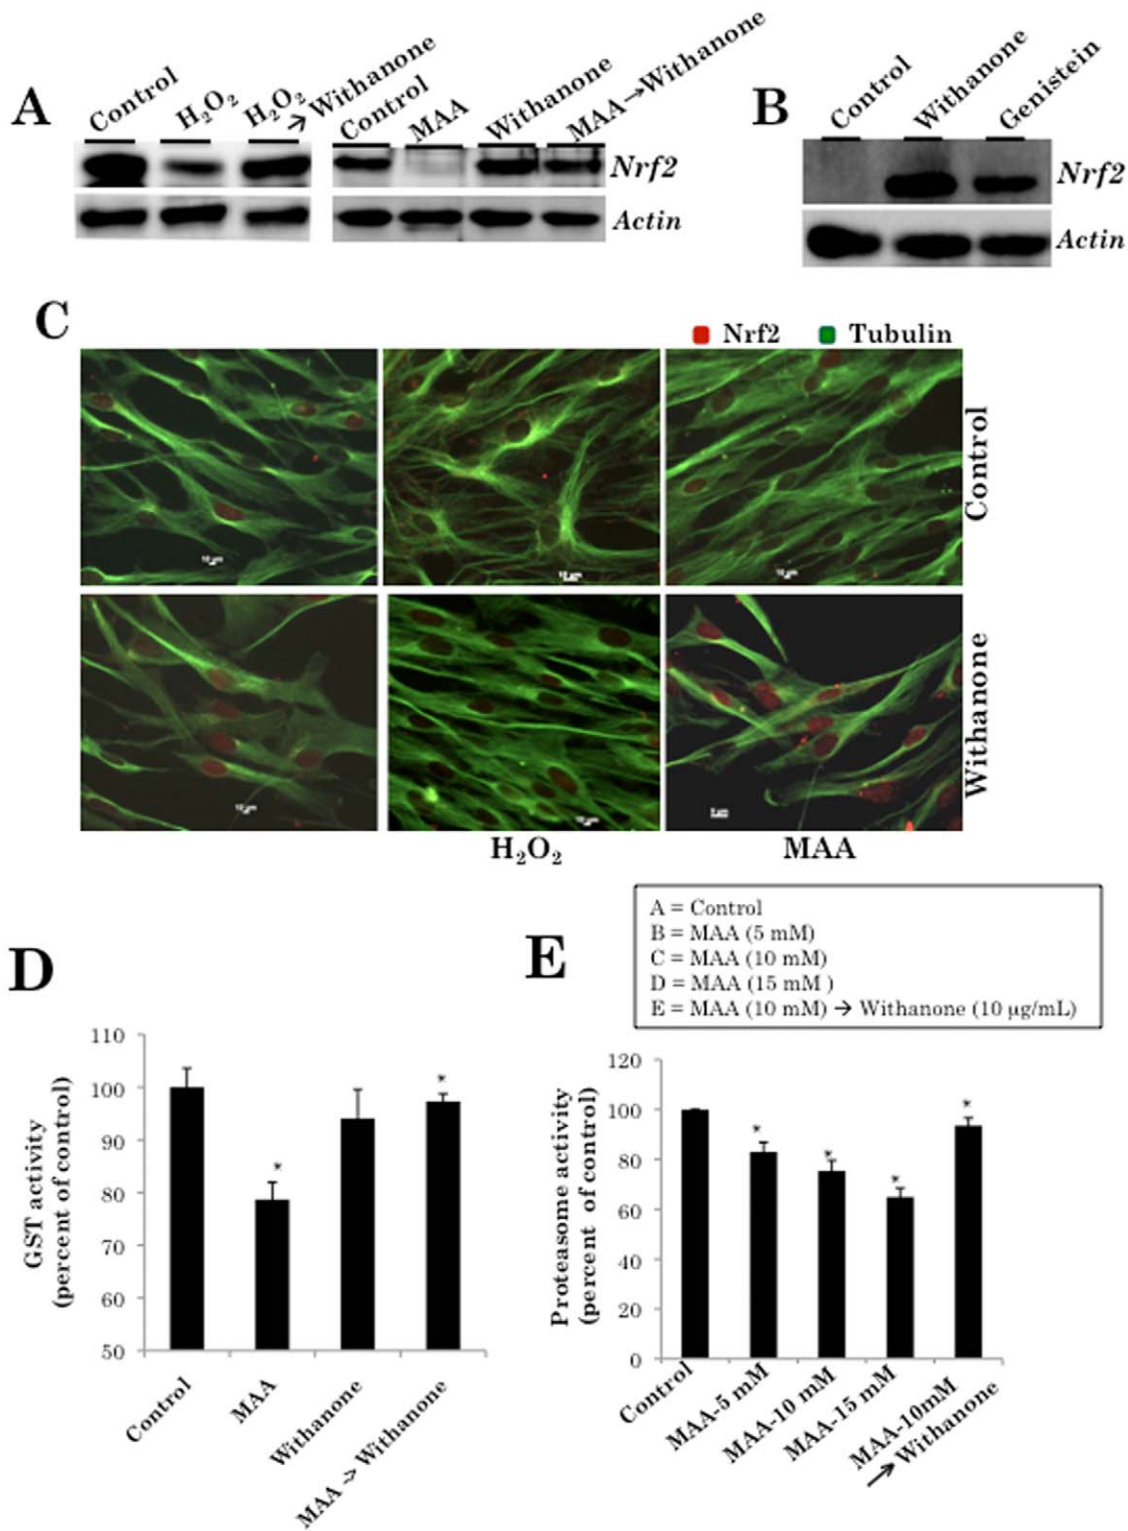 A
Control
H₂O₂
H₂O₂ → Withanone
Control
MAA
Withanone
MAA→Withanone
Nrf2
Actin
B
Control
Withanone
Genistein
Nrf2
Actin
C
Nrf2 Tubulin
Control
Withanone
H₂O₂ MAA
D
GST activity
(percent of control)
110
100
90
80
70
60
50
*
*
Control
MAA
Withanone
MAA -> Withanone
E
A = Control
B = MAA (5 mM)
C = MAA (10 mM)
D = MAA (15 mM )
E = MAA (10 mM) → Withanone (10 µg/mL)
Proteasome activity
(percent of control)
120
100
80
60
40
20
0
*
*
*
*
Control
MAA-5 mM
MAA-10 mM
MAA-15 mM
MAA-10mM
→ Withanone